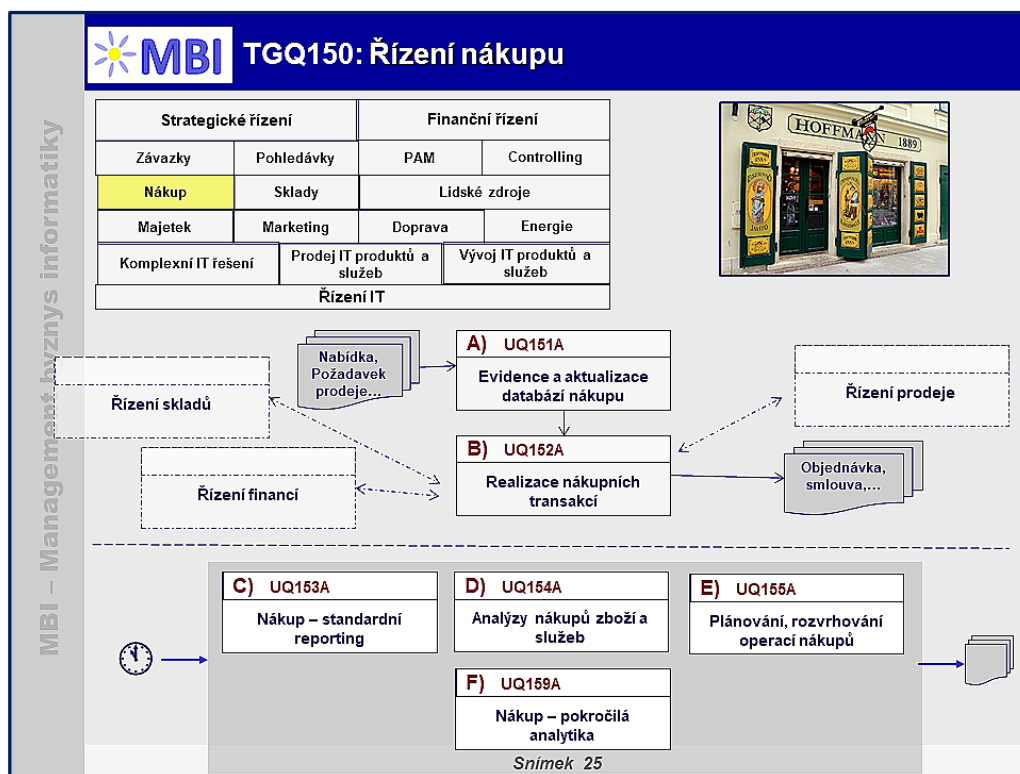 MBI
TGQ150: Řízení nákupu
MBI – Management byznys informatiky
Strategické řízení
Finanční řízení
Závazky
Pohledávky
PAM
Controlling
Nákup
Sklady
Lidské zdroje
Majetek
Marketing
Doprava
Energie
Komplexní IT řešení
Prodej IT produktů a
služeb
Vývoj IT produktů a
služeb
Řízení IT
HOFFMANN 1889
Nabídka,
Požadavek
prodeje...
A) UQ151A
Evidence a aktualizace
databází nákupu
Řízení skladů
Řízení prodeje
B) UQ152A
Realizace nákupních
transakcí
Řízení financí
Objednávka,
smlouva,...
C) UQ153A
Nákup – standardní
reporting
D) UQ154A
Analýzy nákupů zboží a
služeb
E) UQ155A
Plánování, rozvrhování
operací nákupů
F) UQ159A
Nákup – pokročilá
analytika
Snímek 25